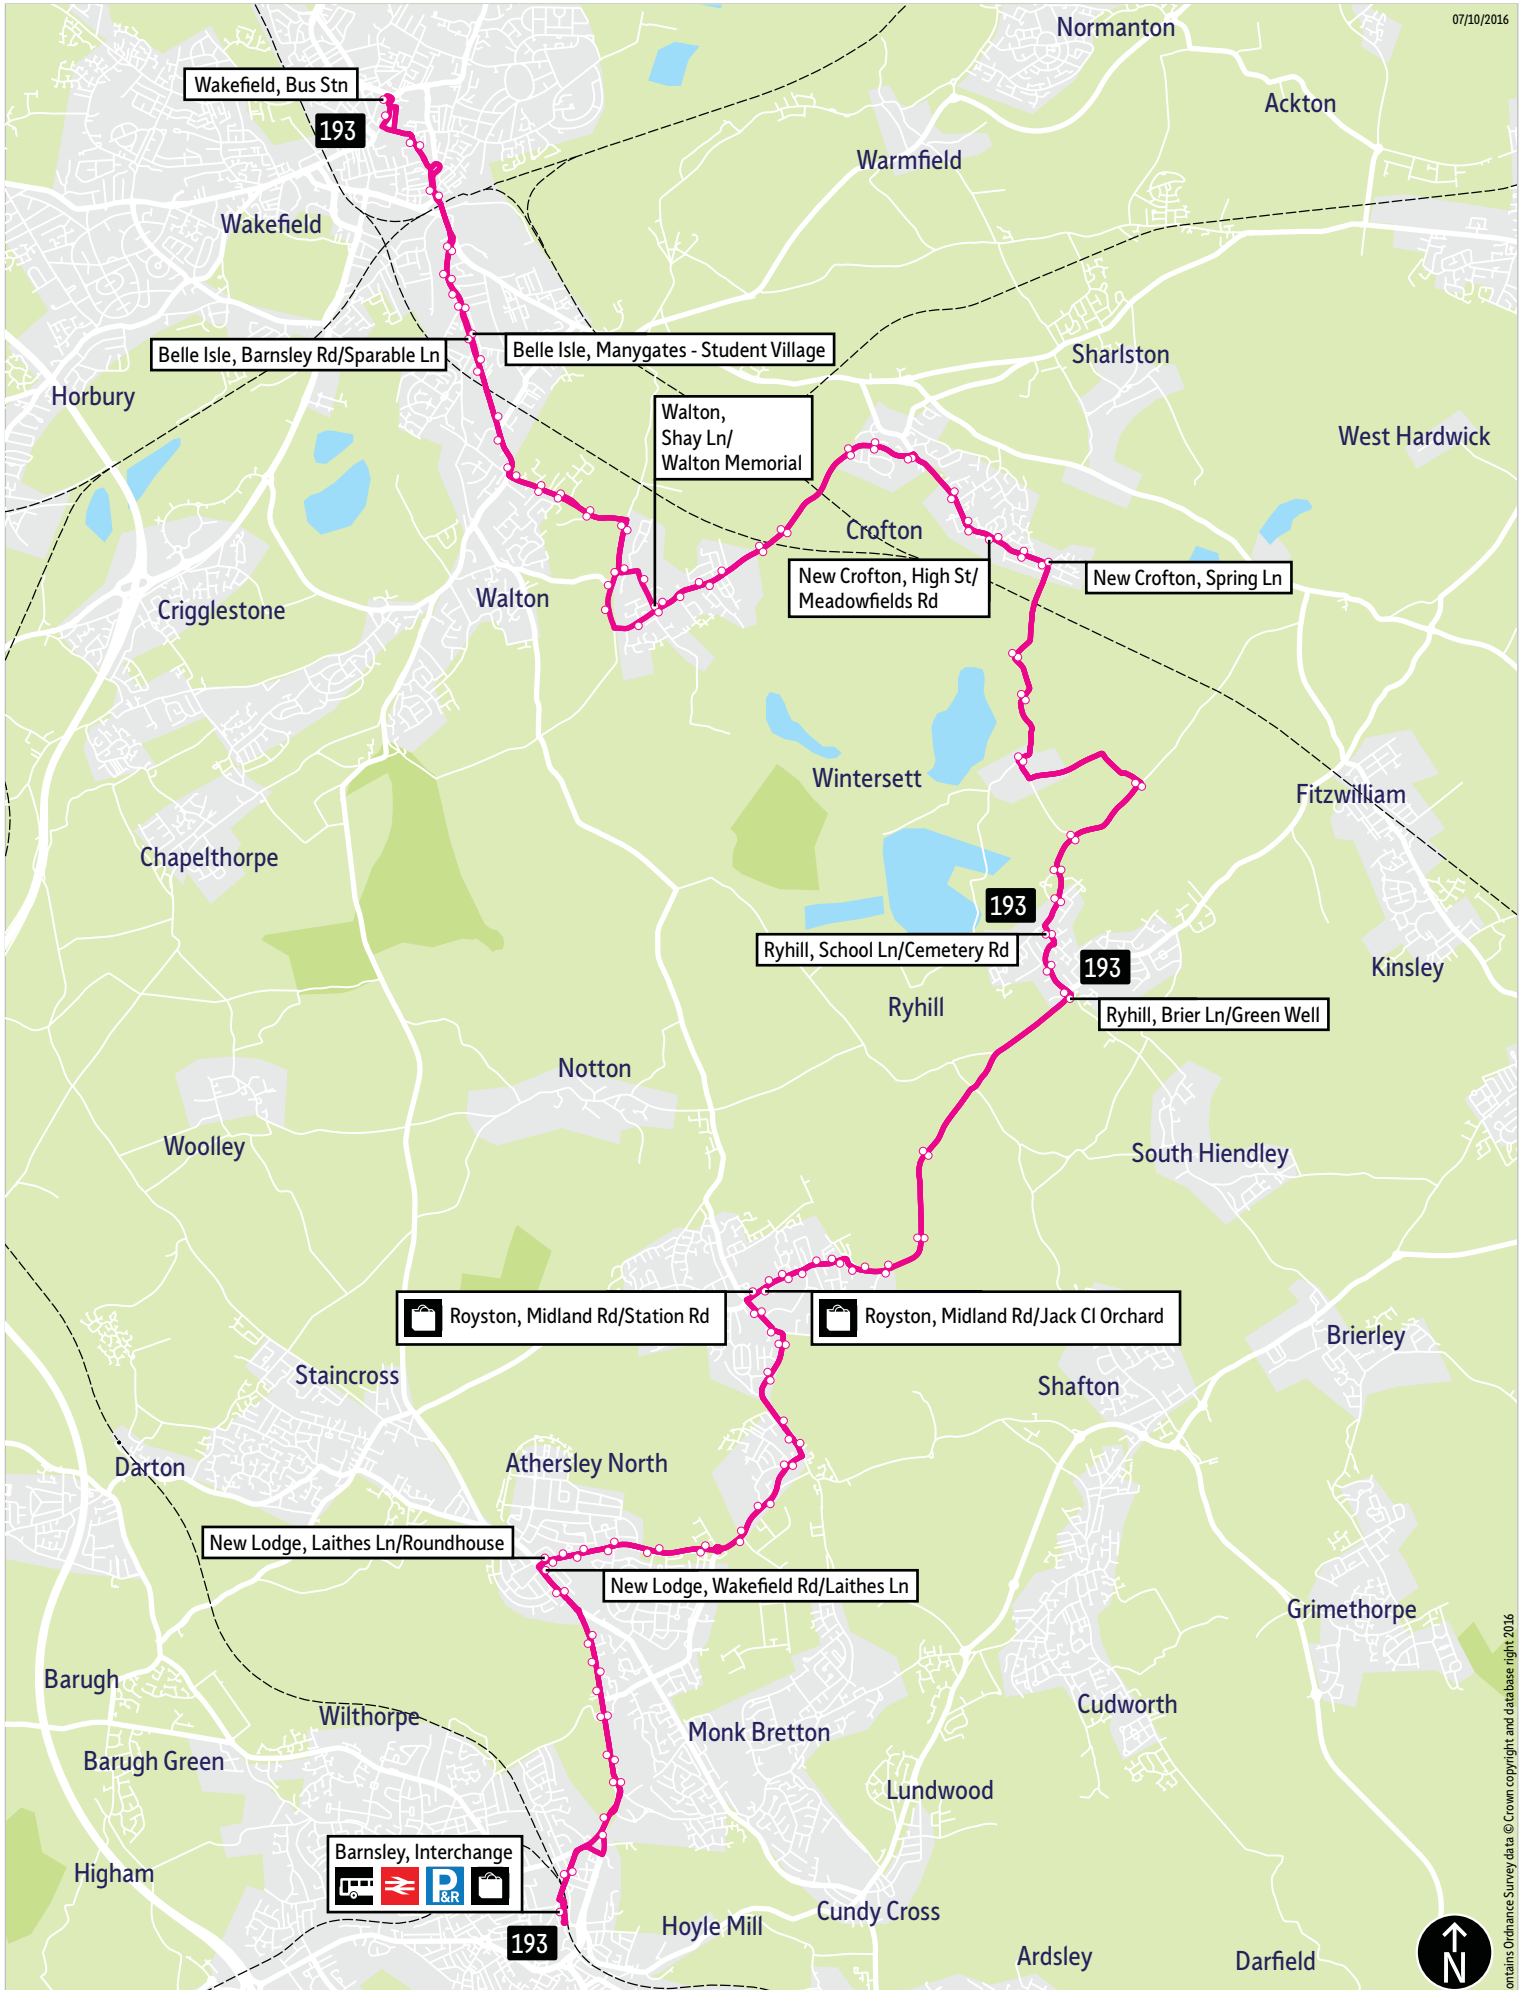 07/10/2016
Normanton
Wakefield, Bus Stn
193
Ackton
Warmfield
Wakefield
Belle Isle, Barnsley Rd/Sparable Ln
Belle Isle, Manygates - Student Village
Sharlston
Horbury
Walton,
Shay Ln/
Walton Memorial
West Hardwick
Crofton
New Crofton, High St/
Meadowfields Rd
New Crofton, Spring Ln
Walton
Crigglestone
Wintersett
Fitzwilliam
Chapelthorpe
193
Ryhill, School Ln/Cemetery Rd
193
Kinsley
Ryhill
Ryhill, Brier Ln/Green Well
Notton
Woolley
South Hiendley
Royston, Midland Rd/Station Rd
Royston, Midland Rd/Jack Cl Orchard
Brierley
Staincross
Shafton
Darton
Athersley North
New Lodge, Laithes Ln/Roundhouse
New Lodge, Wakefield Rd/Laithes Ln
Grimethorpe
Barugh
Wilthorpe
Cudworth
Monk Bretton
Barugh Green
Lundwood
Barnsley, Interchange
P&R
Higham
193
Hoyle Mill
Cundy Cross
Ardsley
Darfield
N
ontains Ordnance Survey data © Crown copyright and database right 2016